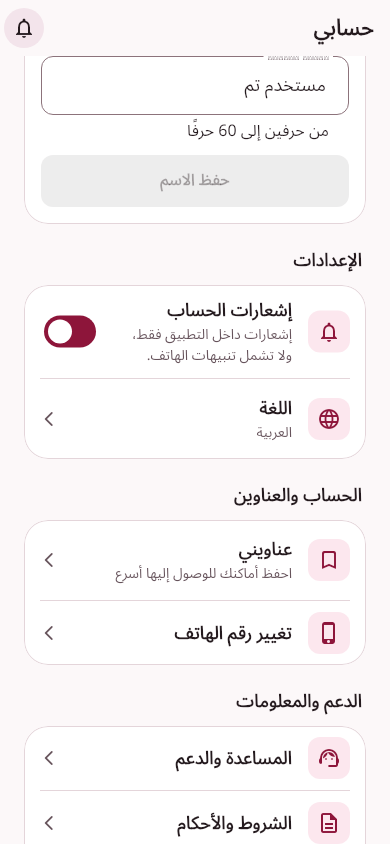 حسابي
مستخدم تم
من حرفين إلى 60 حرفًا
حفظ الاسم
الإعدادات
إشعارات الحساب
إشعارات داخل التطبيق فقط،
ولا تشمل تنبيهات الهاتف.
اللغة
العربية
الحساب والعناوين
عناويني
احفظ أماكنك للوصول إليها أسرع
تغيير رقم الهاتف
الدعم والمعلومات
المساعدة والدعم
الشروط والأحكام